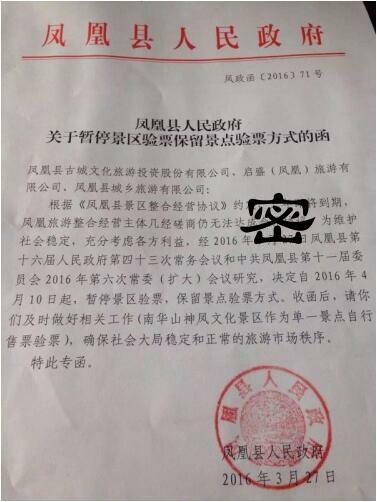 凤凰县人民政府
凤政函〔2016〕71号
凤凰县人民政府
关于暂停景区验票保留景点验票方式的函
凤凰县古城文化旅游投资股份有限公司、启盛（凤凰）旅游有
限公司、凤凰县城乡旅游有限公司：
根据《凤凰县景区整合经营协议》约 将到期，
凤凰旅游整合经营主体几经磋商仍无法达 为维护
社会稳定，充分考虑各方利益，经2016年 日凤凰县第
十六届人民政府第四十三次常务会议和中共凤凰县第十一届
委员会2016年第六次常委（扩大）会议研究，决定自2016年4
月10日起，暂停景区验票，保留景点验票方式。收函后，请你
们及时做好相关工作(南华山神凤文化景区作为单一景点自行
售票验票），确保社会大局稳定和正常的旅游市场秩序。
特此专函。
密
凤凰县人民政府
凤凰县人民政府
2016年3月27日